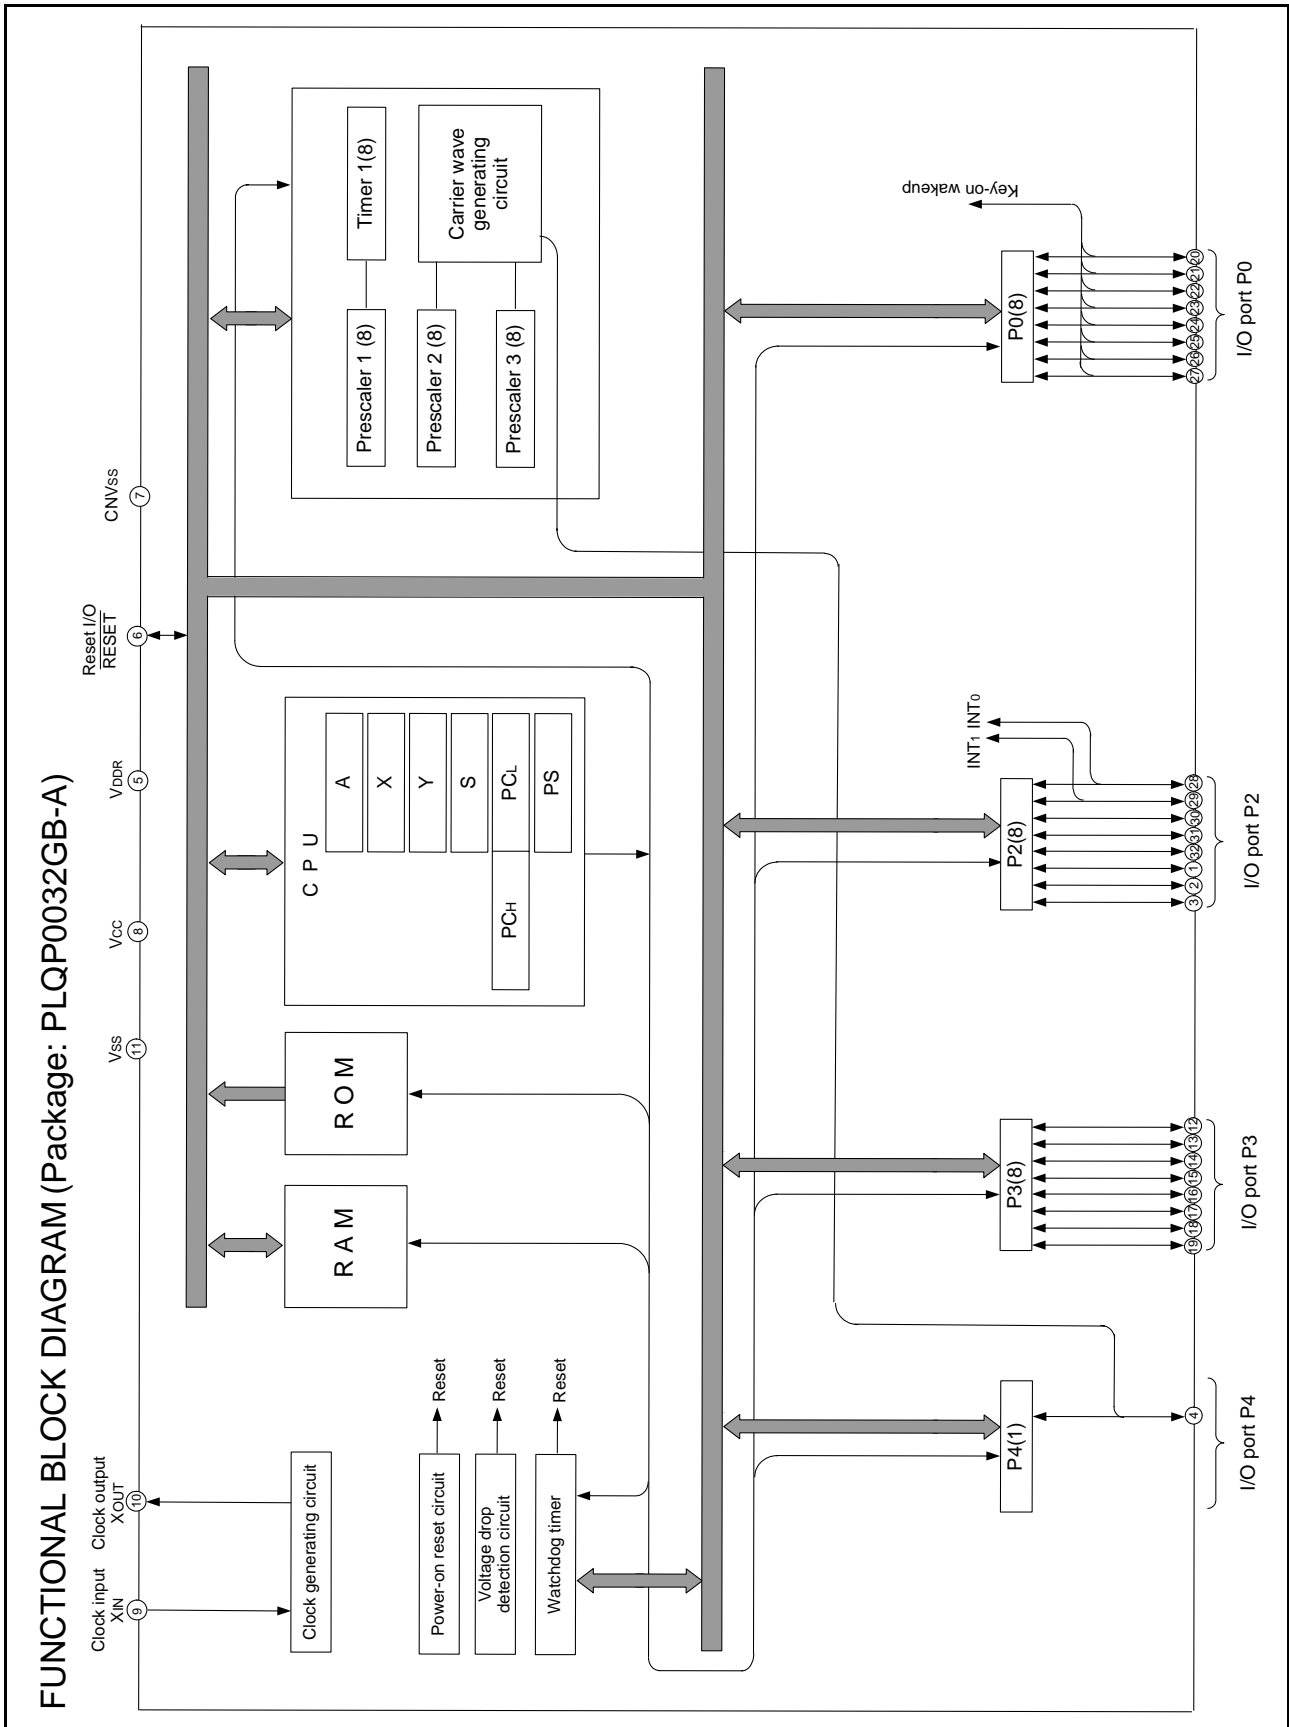 FUNCTIONAL BLOCK DIAGRAM (Package: PLQP0032GB-A)
Clock input
XIN
9
Clock output
XOUT
10
VSS
11
VCC
8
VDDR
5
Reset I/O
RESET
6
CNVSS
7
Clock generating circuit
Power-on reset circuit
Reset
Voltage drop
detection circuit
Reset
Watchdog timer
Reset
RAM
ROM
CPU
A
X
Y
S
PCH
PCL
PS
Prescaler 1 (8)
Timer 1(8)
Prescaler 2 (8)
Prescaler 3 (8)
Carrier wave
generating
circuit
P4(1)
4
I/O port P4
P3(8)
19
18
17
16
15
14
13
12
I/O port P3
INT1
INT0
P2(8)
3
2
1
32
31
30
29
28
I/O port P2
Key-on wakeup
P0(8)
27
26
25
24
23
22
21
20
I/O port P0